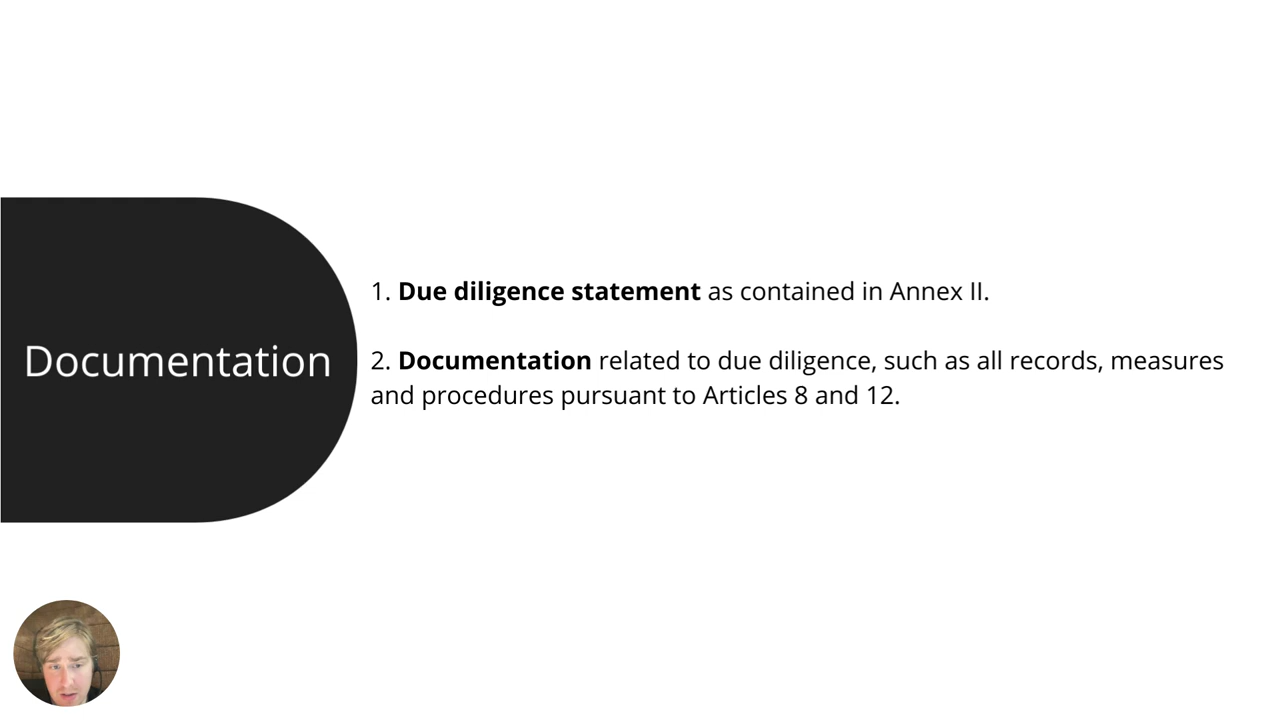 Documentation
1. Due diligence statement as contained in Annex II.
2. Documentation related to due diligence, such as all records, measures
and procedures pursuant to Articles 8 and 12.